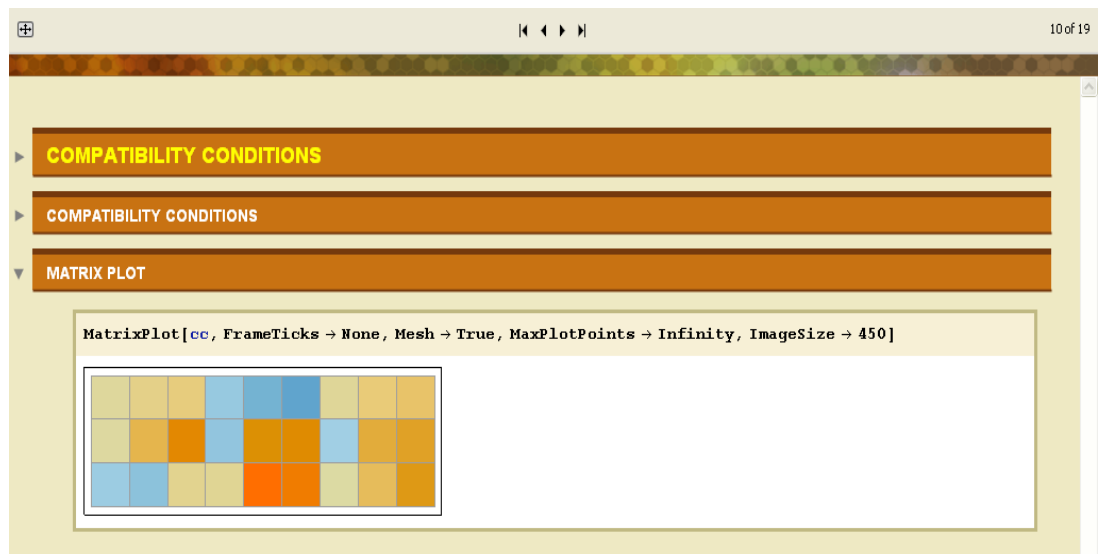 10 of 19
COMPATIBILITY CONDITIONS
COMPATIBILITY CONDITIONS
MATRIX PLOT
MatrixPlot[cc, FrameTicks → None, Mesh → True, MaxPlotPoints → Infinity, ImageSize → 450]